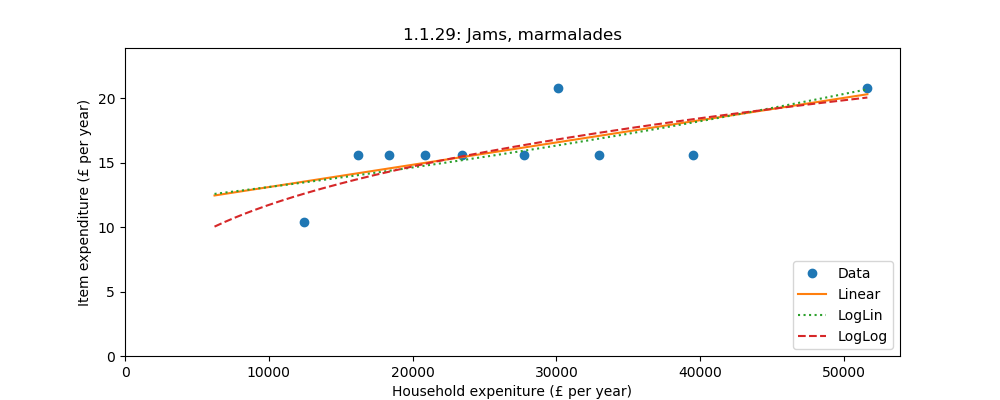 1.1.29: Jams, marmalades
Item expenditure (£ per year)
20
15
10
5
0
0 10000 20000 30000 40000 50000
Household expeniture (£ per year)
Data
Linear
LogLin
LogLog